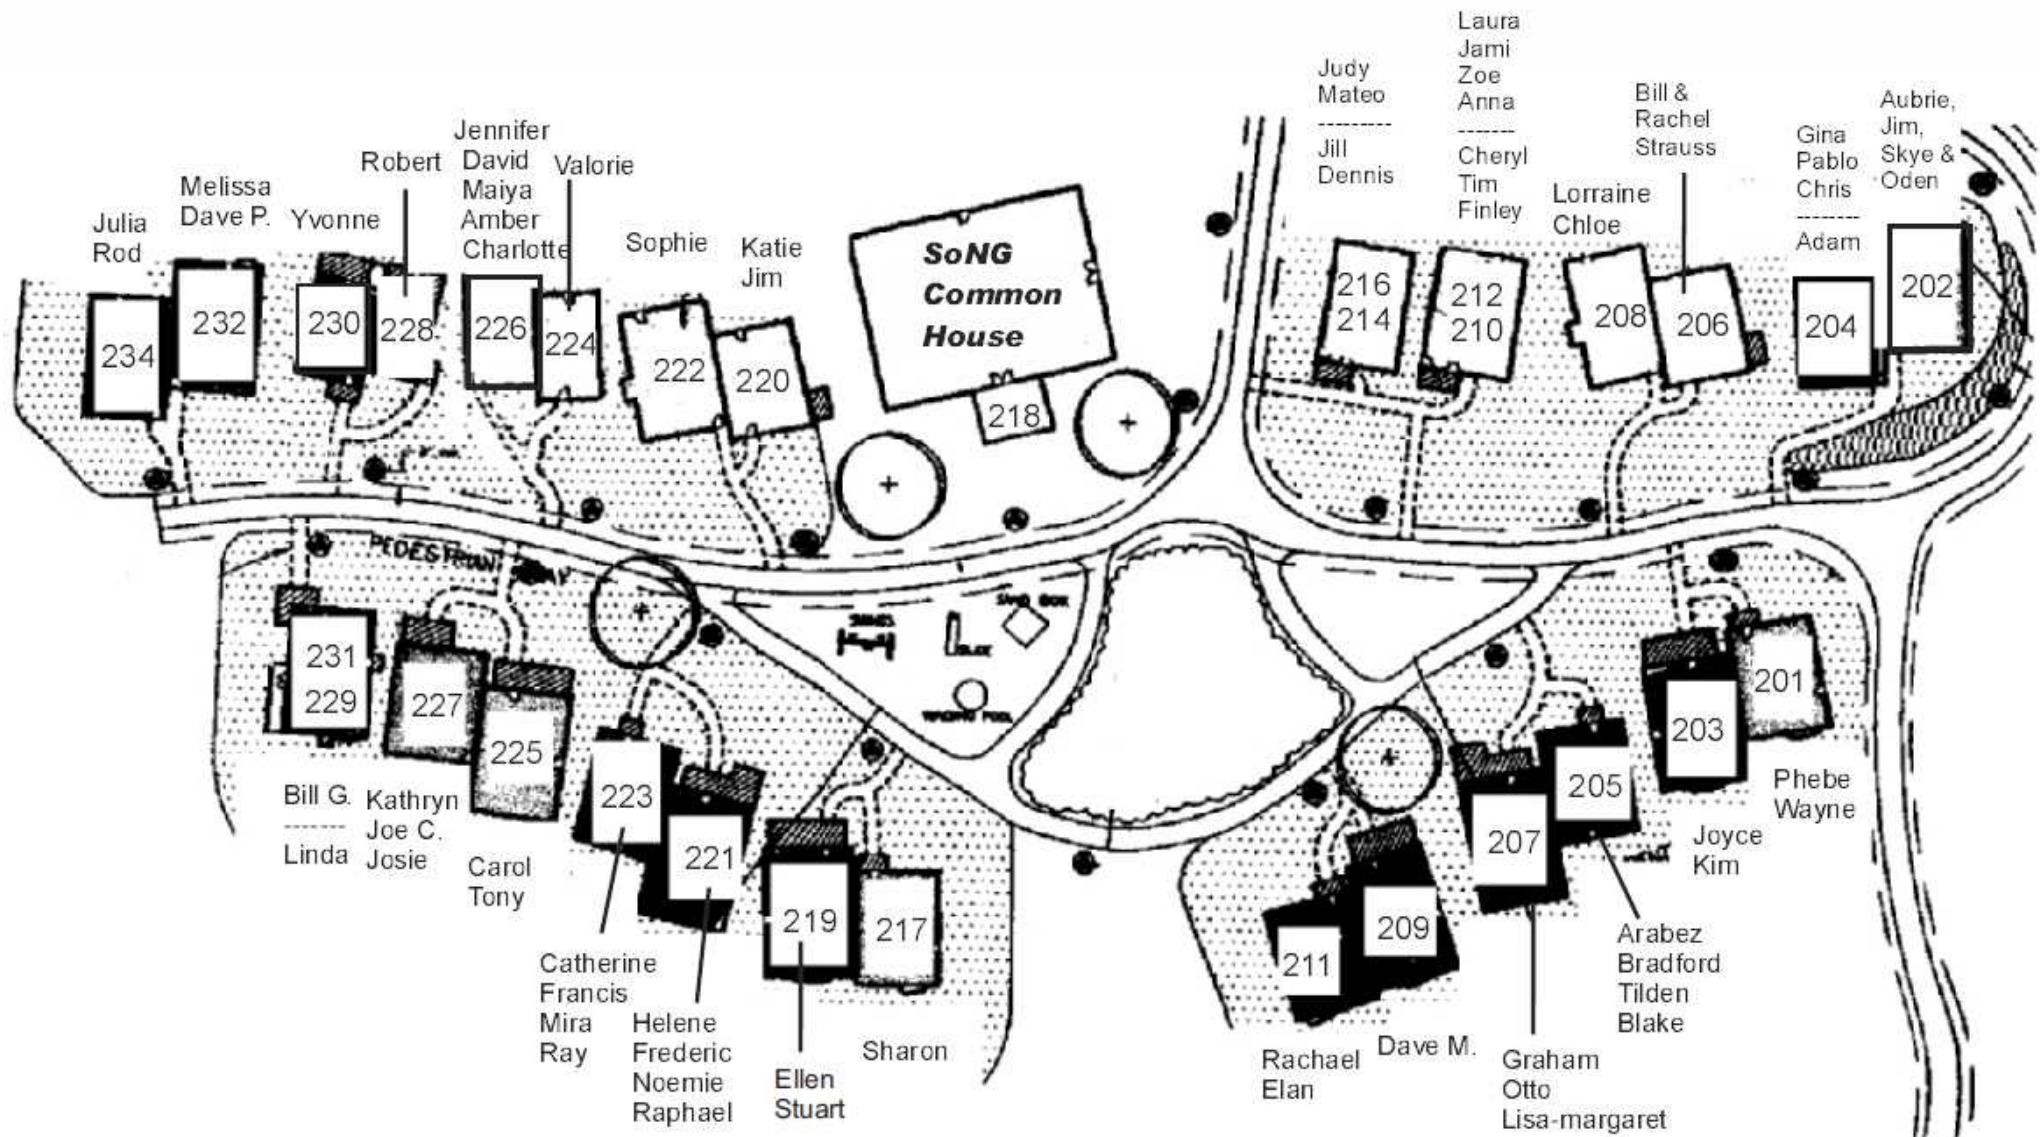 Laura
Jami
Zoe
Anna
-------
Cheryl
Tim
Finley
Judy
Mateo
---------
Jill
Dennis
Bill &
Rachel
Strauss
Aubrie,
Jim,
Skye &
Oden
Gina
Pablo
Chris
--------
Adam
Jennifer
David
Maiya
Amber
Charlotte
Valorie
Robert
Melissa
Dave P.
Yvonne
Julia
Rod
Sophie
Katie
Jim
Lorraine
Chloe
SoNG
Common
House
234
232
230
228
226
224
222
220
218
216
214
212
210
208
206
204
202
PEDESTRIAN
SAND BOX
SLIDE
WADING POOL
231
229
227
225
223
221
219
217
211
209
207
205
203
201
Bill G.
-------
Linda
Kathryn
Joe C.
Josie
Carol
Tony
Catherine
Francis
Mira
Ray
Helene
Frederic
Noemie
Raphael
Ellen
Stuart
Sharon
Rachael
Elan
Dave M.
Graham
Otto
Lisa-margaret
Arabez
Bradford
Tilden
Blake
Joyce
Kim
Phebe
Wayne